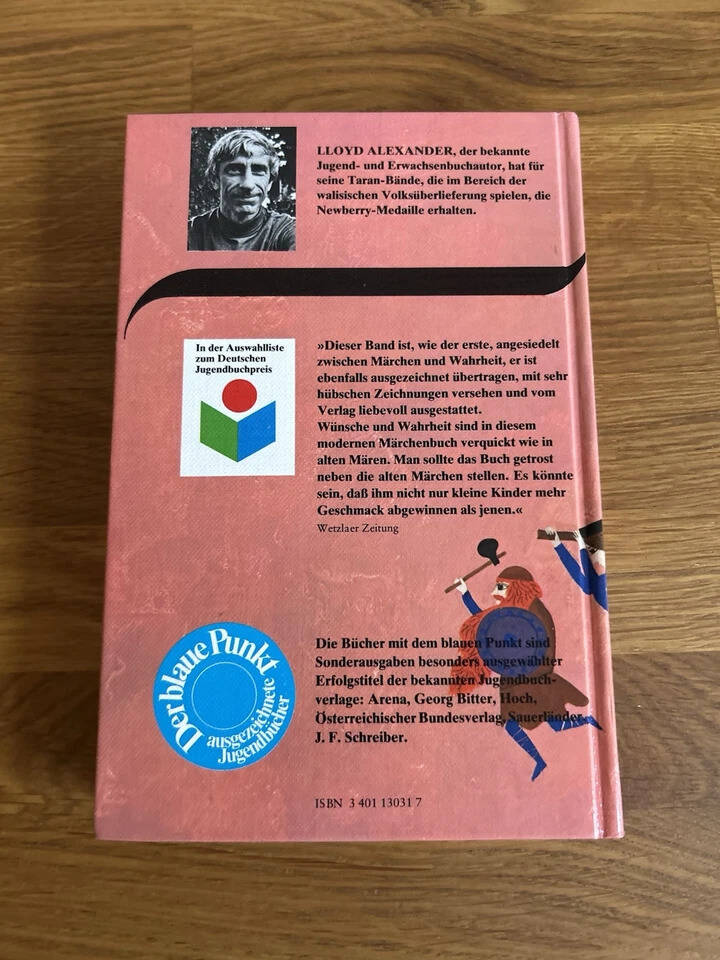 LLOYD ALEXANDER, der bekannte
Jugend- und Erwachsenbuchautor, hat für
seine Taran-Bände, die im Bereich der
walisischen Volksüberlieferung spielen, die
Newberry-Medaille erhalten.
In der Auswahlliste
zum Deutschen
Jugendbuchpreis
»Dieser Band ist, wie der erste, angesiedelt
zwischen Märchen und Wahrheit, er ist
ebenfalls ausgezeichnet übertragen, mit sehr
hübschen Zeichnungen versehen und vom
Verlag liebevoll ausgestattet.
Wünsche und Wahrheit sind in diesem
modernen Märchenbuch verquickt wie in
alten Mären. Man sollte das Buch getrost
neben die alten Märchen stellen. Es könnte
sein, daß ihm nicht nur kleine Kinder mehr
Geschmack abgewinnen als jenen.«
Wetzlaer Zeitung
Der blaue Punkt
ausgezeichnete
Jugendbücher
Die Bücher mit dem blauen Punkt sind
Sonderausgaben besonders ausgewählter
Erfolgstitel der bekannten Jugendbuch-
verlage: Arena, Georg Bitter, Hoch,
Österreichischer Bundesverlag, Sauerländer,
J. F. Schreiber.
ISBN 3 401 13031 7